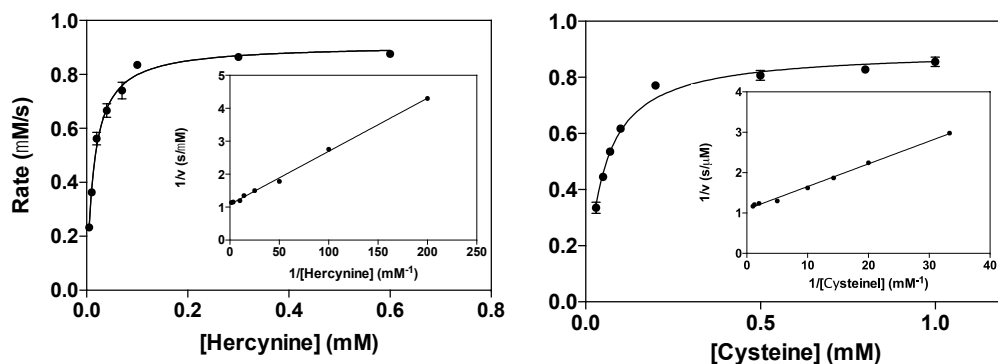 1.0
0.8
0.6
0.4
0.2
0.0
0.0 0.2 0.4 0.6 0.8
Rate (mM/s)
[Hercynine] (mM)
5
4
3
2
1
0
0 50 100 150 200 250
1/v (s/mM)
1/[Hercynine] (mM⁻¹)
1.0
0.8
0.6
0.4
0.2
0.0
0.0 0.5 1.0
[Cysteine] (mM)
4
3
2
1
0
0 10 20 30 40
1/v (s/µM)
1/[Cysteinel] (mM⁻¹)